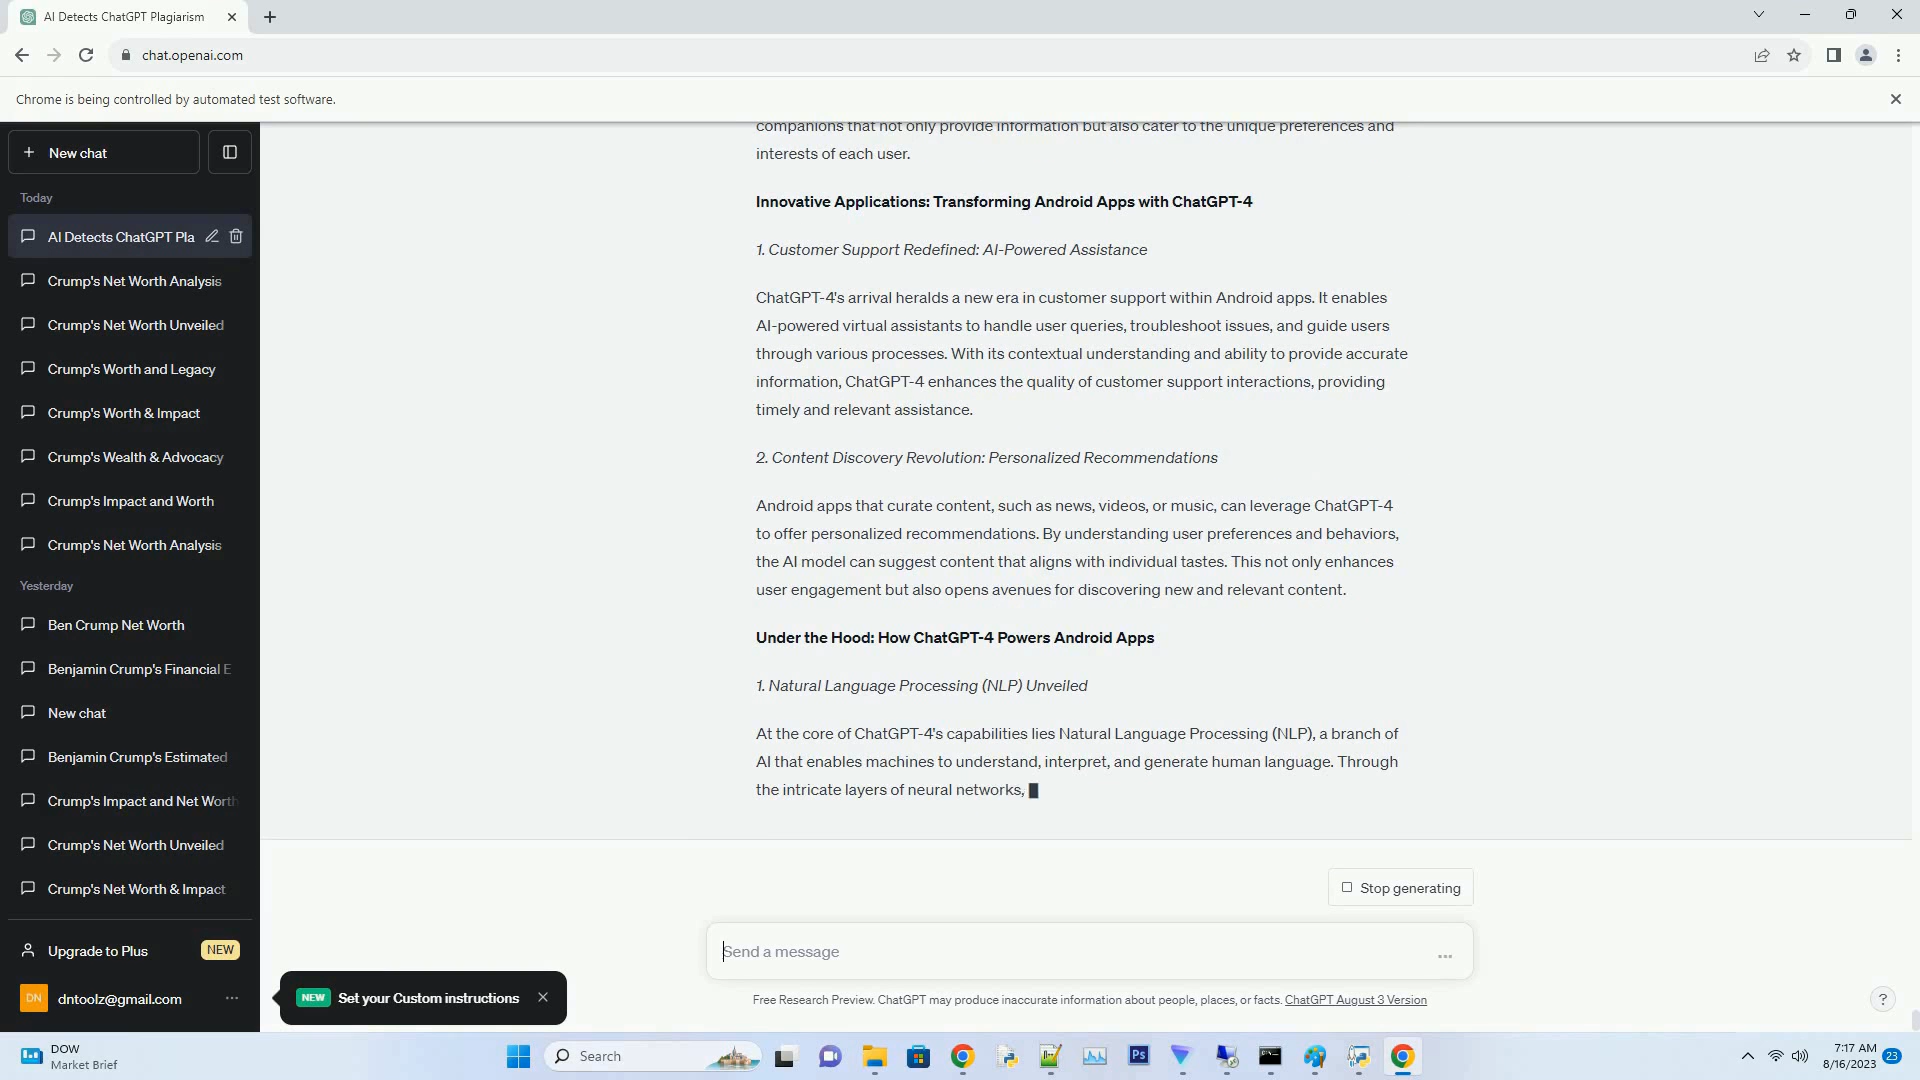 AI Detects ChatGPT Plagiarism
chat.openai.com
Chrome is being controlled by automated test software.
New chat
Today
AI Detects ChatGPT Pla
Crump's Net Worth Analysis
Crump's Net Worth Unveiled
Crump's Worth and Legacy
Crump's Worth & Impact
Crump's Wealth & Advocacy
Crump's Impact and Worth
Crump's Net Worth Analysis
Yesterday
Ben Crump Net Worth
Benjamin Crump's Financial E
New chat
Benjamin Crump's Estimated
Crump's Impact and Net Worth
Crump's Net Worth Unveiled
Crump's Net Worth & Impact
Upgrade to Plus
NEW
DN
dntoolz@gmail.com
companions that not only provide information but also cater to the unique preferences and
interests of each user.
Innovative Applications: Transforming Android Apps with ChatGPT-4
1. Customer Support Redefined: AI-Powered Assistance
ChatGPT-4's arrival heralds a new era in customer support within Android apps. It enables
AI-powered virtual assistants to handle user queries, troubleshoot issues, and guide users
through various processes. With its contextual understanding and ability to provide accurate
information, ChatGPT-4 enhances the quality of customer support interactions, providing
timely and relevant assistance.
2. Content Discovery Revolution: Personalized Recommendations
Android apps that curate content, such as news, videos, or music, can leverage ChatGPT-4
to offer personalized recommendations. By understanding user preferences and behaviors,
the AI model can suggest content that aligns with individual tastes. This not only enhances
user engagement but also opens avenues for discovering new and relevant content.
Under the Hood: How ChatGPT-4 Powers Android Apps
1. Natural Language Processing (NLP) Unveiled
At the core of ChatGPT-4's capabilities lies Natural Language Processing (NLP), a branch of
AI that enables machines to understand, interpret, and generate human language. Through
the intricate layers of neural networks,
Stop generating
Send a message
NEW Set your Custom instructions
Free Research Preview. ChatGPT may produce inaccurate information about people, places, or facts. ChatGPT August 3 Version
?
DOW
Market Brief
Search
Ps
7:17 AM
8/16/2023
23